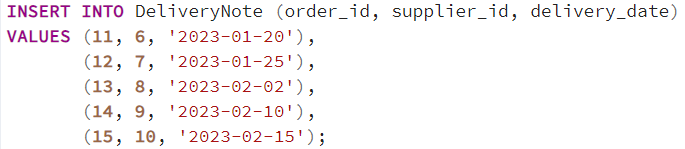 INSERT INTO DeliveryNote (order_id, supplier_id, delivery_date)
VALUES (11, 6, '2023-01-20'),
(12, 7, '2023-01-25'),
(13, 8, '2023-02-02'),
(14, 9, '2023-02-10'),
(15, 10, '2023-02-15');